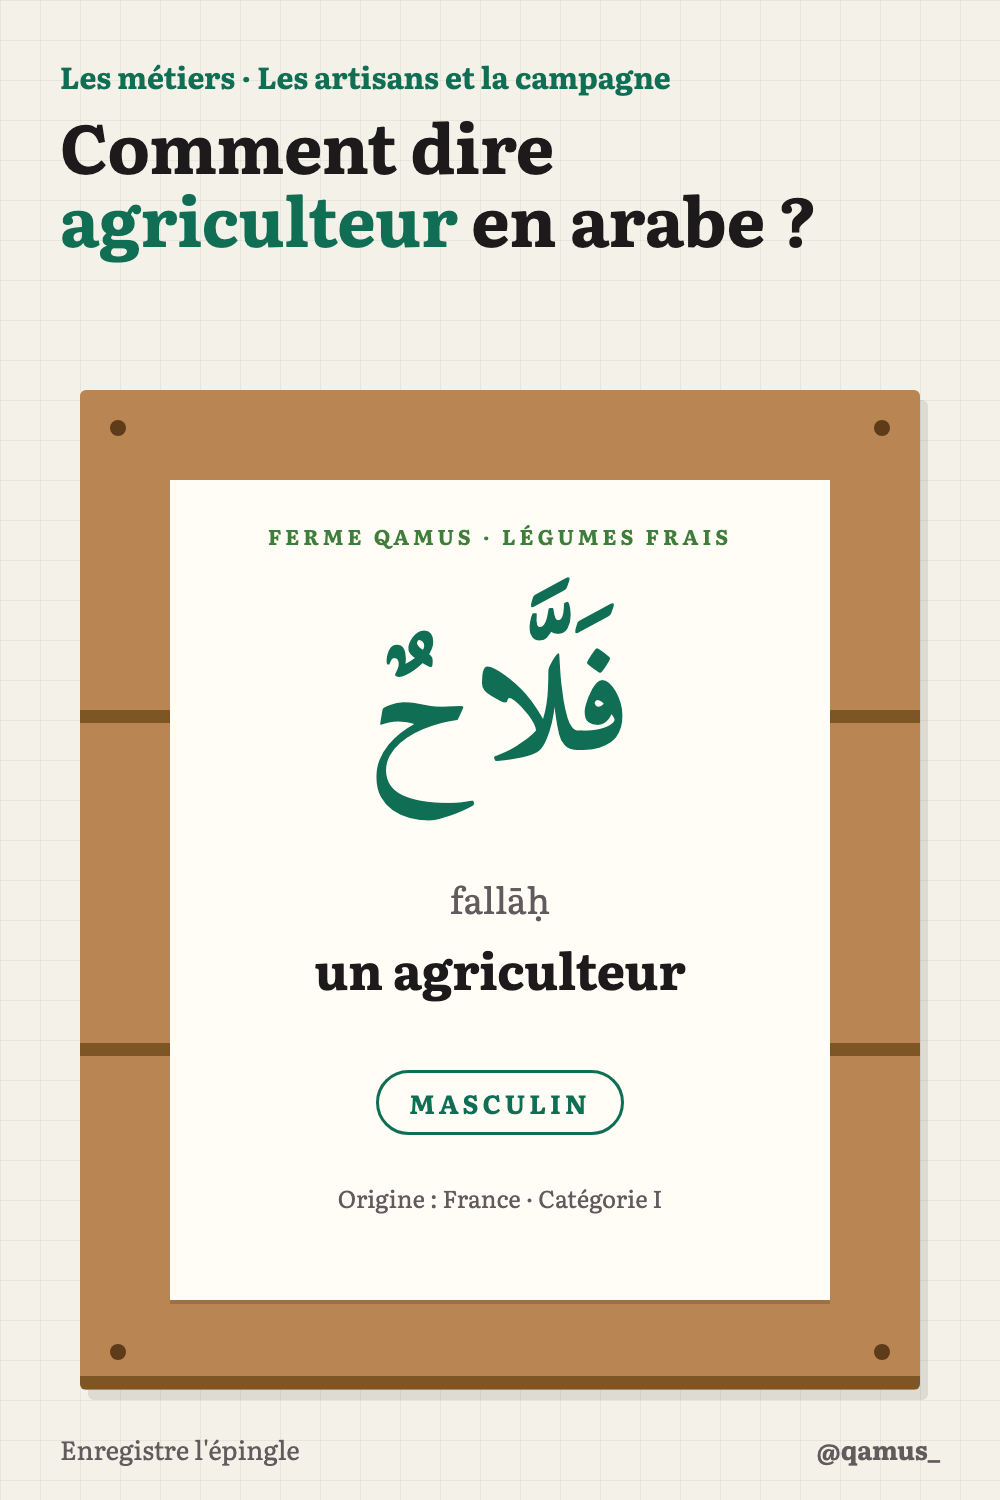 Les métiers · Les artisans et la campagne
Comment dire
agriculteur en arabe ?
FERME QAMUS · LÉGUMES FRAIS
فَلَّاحٌ
fallāḥ
un agriculteur
MASCULIN
Origine : France · Catégorie I
Enregistre l'épingle
@qamus_